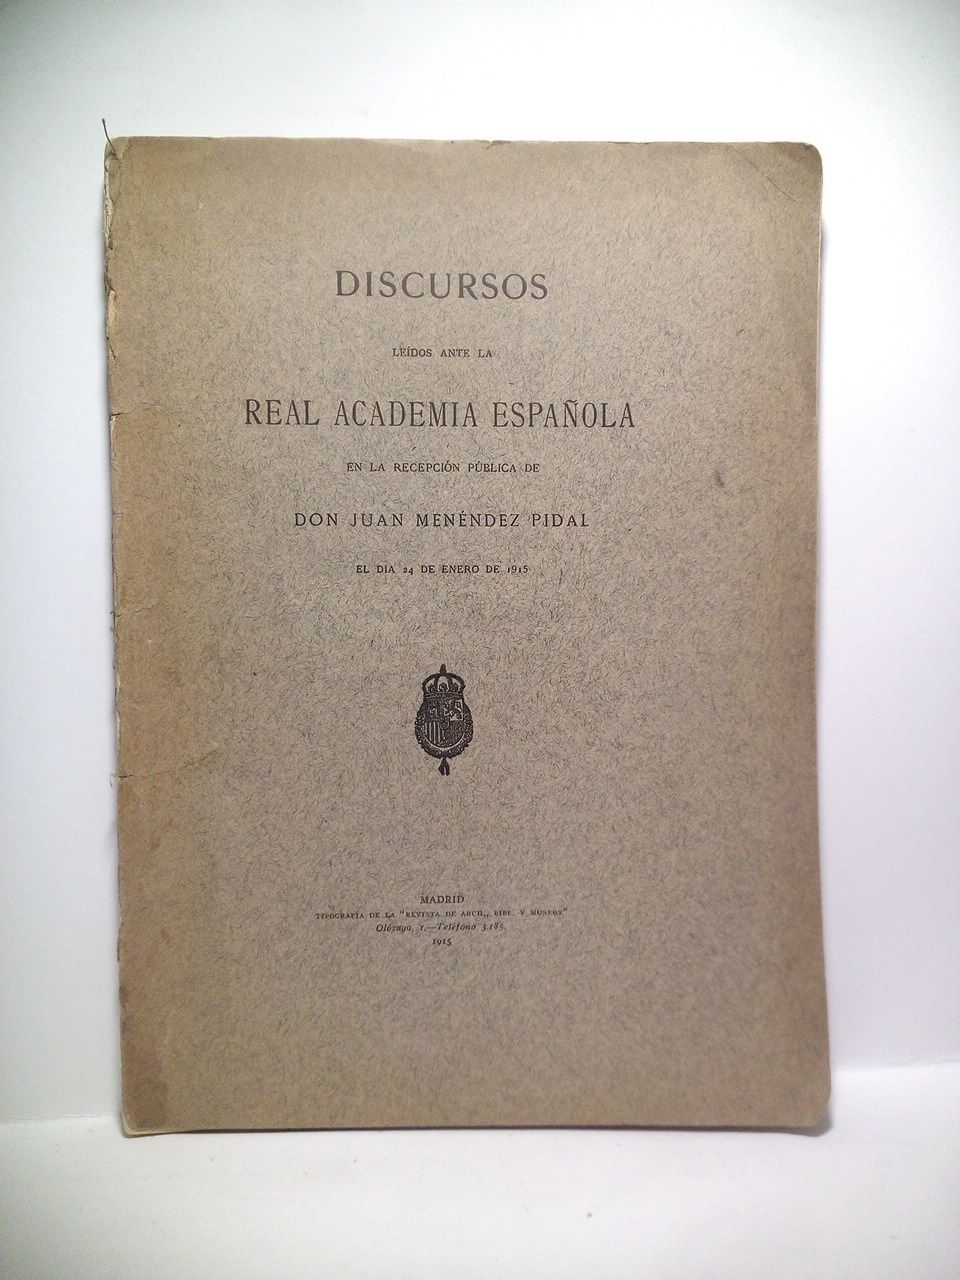 DISCURSOS
LEÍDOS ANTE LA
REAL ACADEMIA ESPAÑOLA
EN LA RECEPCIÓN PÚBLICA DE
DON JUAN MENÉNDEZ PIDAL
EL DIA 24 DE ENERO DE 1915
MADRID
TIPOGRAFÍA DE LA "REVISTA DE ARCH., BIBL. Y MUSEOS"
Olózaga, 1.—Teléfono 3.185.
1915